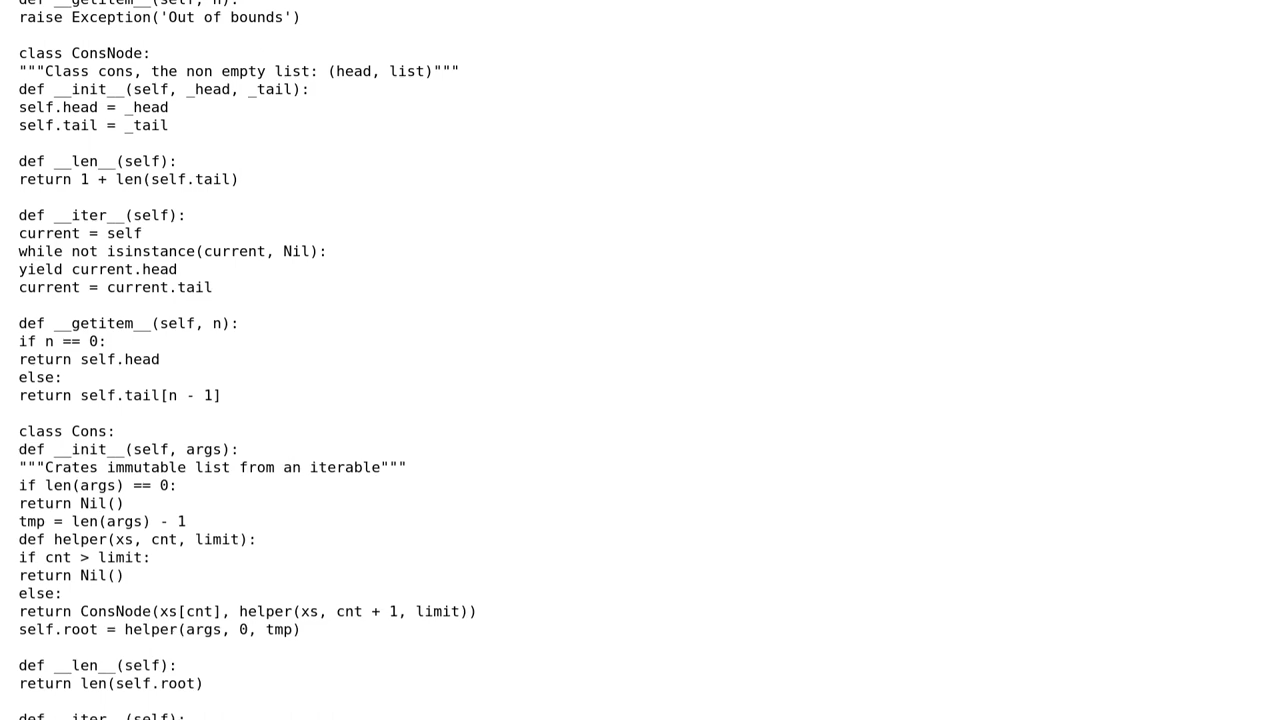 def __getitem__(self, n):
raise Exception('Out of bounds')

class ConsNode:
"""Class cons, the non empty list: (head, list)"""
def __init__(self, _head, _tail):
self.head = _head
self.tail = _tail

def __len__(self):
return 1 + len(self.tail)

def __iter__(self):
current = self
while not isinstance(current, Nil):
yield current.head
current = current.tail

def __getitem__(self, n):
if n == 0:
return self.head
else:
return self.tail[n - 1]

class Cons:
def __init__(self, args):
"""Crates immutable list from an iterable"""
if len(args) == 0:
return Nil()
tmp = len(args) - 1
def helper(xs, cnt, limit):
if cnt > limit:
return Nil()
else:
return ConsNode(xs[cnt], helper(xs, cnt + 1, limit))
self.root = helper(args, 0, tmp)

def __len__(self):
return len(self.root)

def __iter__(self):